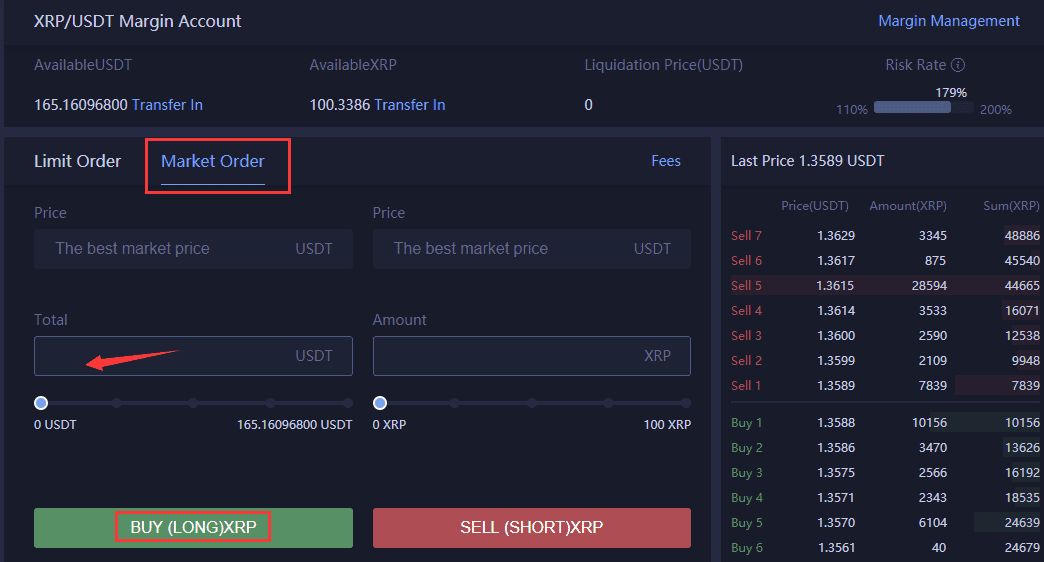 XRP/USDT Margin Account Margin Management
AvailableUSDT AvailableXRP Liquidation Price(USDT) Risk Rate
165.16096800 Transfer In 100.3386 Transfer In 0 179%
110% 200%
Limit Order Market Order Fees
Price Price
The best market price USDT The best market price USDT
Total Amount
USDT XRP
0 USDT 165.16096800 USDT 0 XRP 100 XRP
BUY (LONG)XRP SELL (SHORT)XRP
Last Price 1.3589 USDT
Price(USDT) Amount(XRP) Sum(XRP)
Sell 7 1.3629 3345 48886
Sell 6 1.3617 875 45540
Sell 5 1.3615 28594 44665
Sell 4 1.3614 3533 16071
Sell 3 1.3600 2590 12538
Sell 2 1.3599 2109 9948
Sell 1 1.3589 7839 7839
Buy 1 1.3588 10156 10156
Buy 2 1.3586 3470 13626
Buy 3 1.3575 2566 16192
Buy 4 1.3571 2343 18535
Buy 5 1.3570 6104 24639
Buy 6 1.3561 40 24679